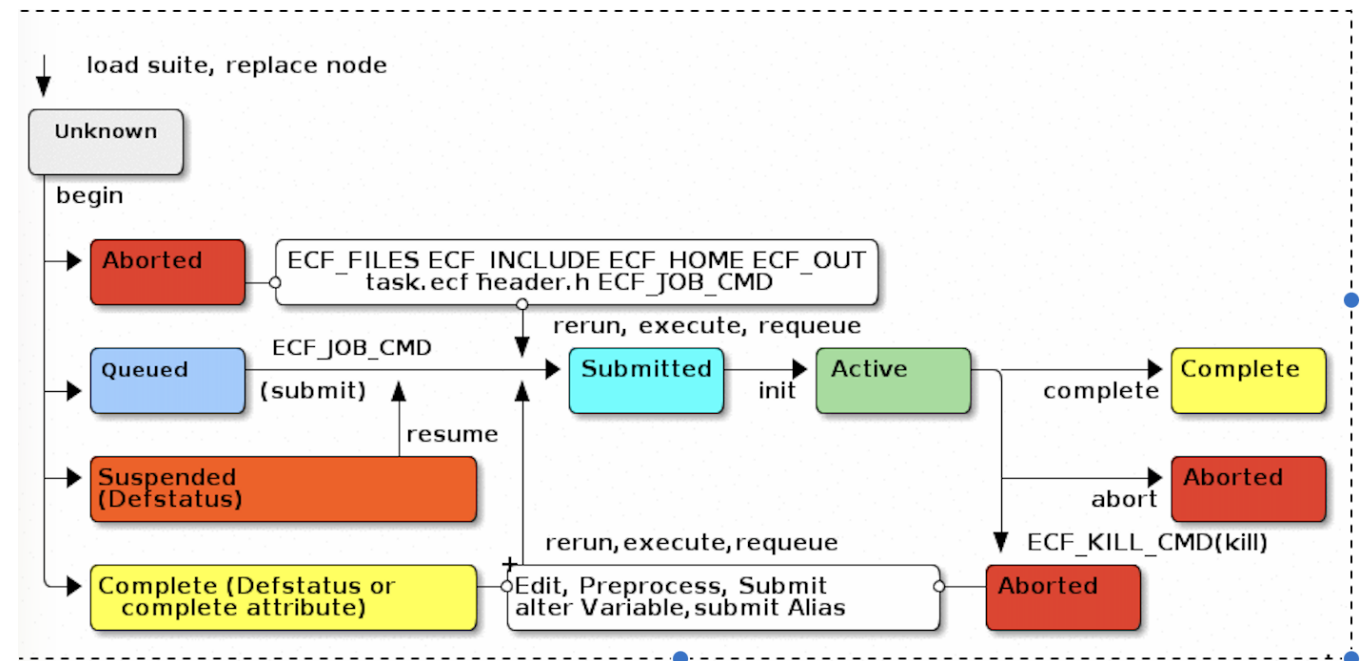 load suite, replace node
Unknown
begin
Aborted
ECF_FILES ECF_INCLUDE ECF_HOME ECF_OUT
task.ecf header.h ECF_JOB_CMD
rerun, execute, requeue
Queued
ECF_JOB_CMD
(submit)
Submitted
init
Active
complete
Complete
resume
Suspended
(Defstatus)
abort
Aborted
rerun,execute,requeue
ECF_KILL_CMD(kill)
Complete (Defstatus or
complete attribute)
Edit, Preprocess, Submit
alter Variable,submit Alias
Aborted